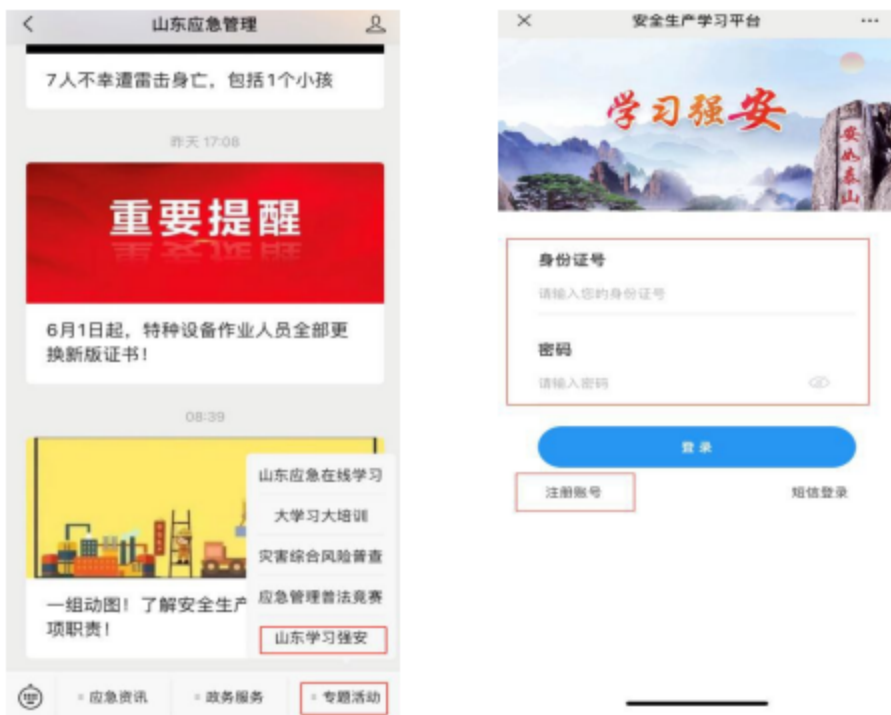 山东应急管理
7人不幸遭雷击身亡，包括1个小孩
昨天 17:08
重要提醒
6月1日起，特种设备作业人员全部更
换新版证书！
08:39
山东应急在线学习
大学习大培训
灾害综合风险普查
应急管理普法竞赛
山东学习强安
一组动图！了解安全生产
项职责！
应急资讯
政务服务
专题活动
安全生产学习平台
学习强安
安如泰山
身份证号
请输入您的身份证号
密码
请输入密码
登录
注册账号
短信登录